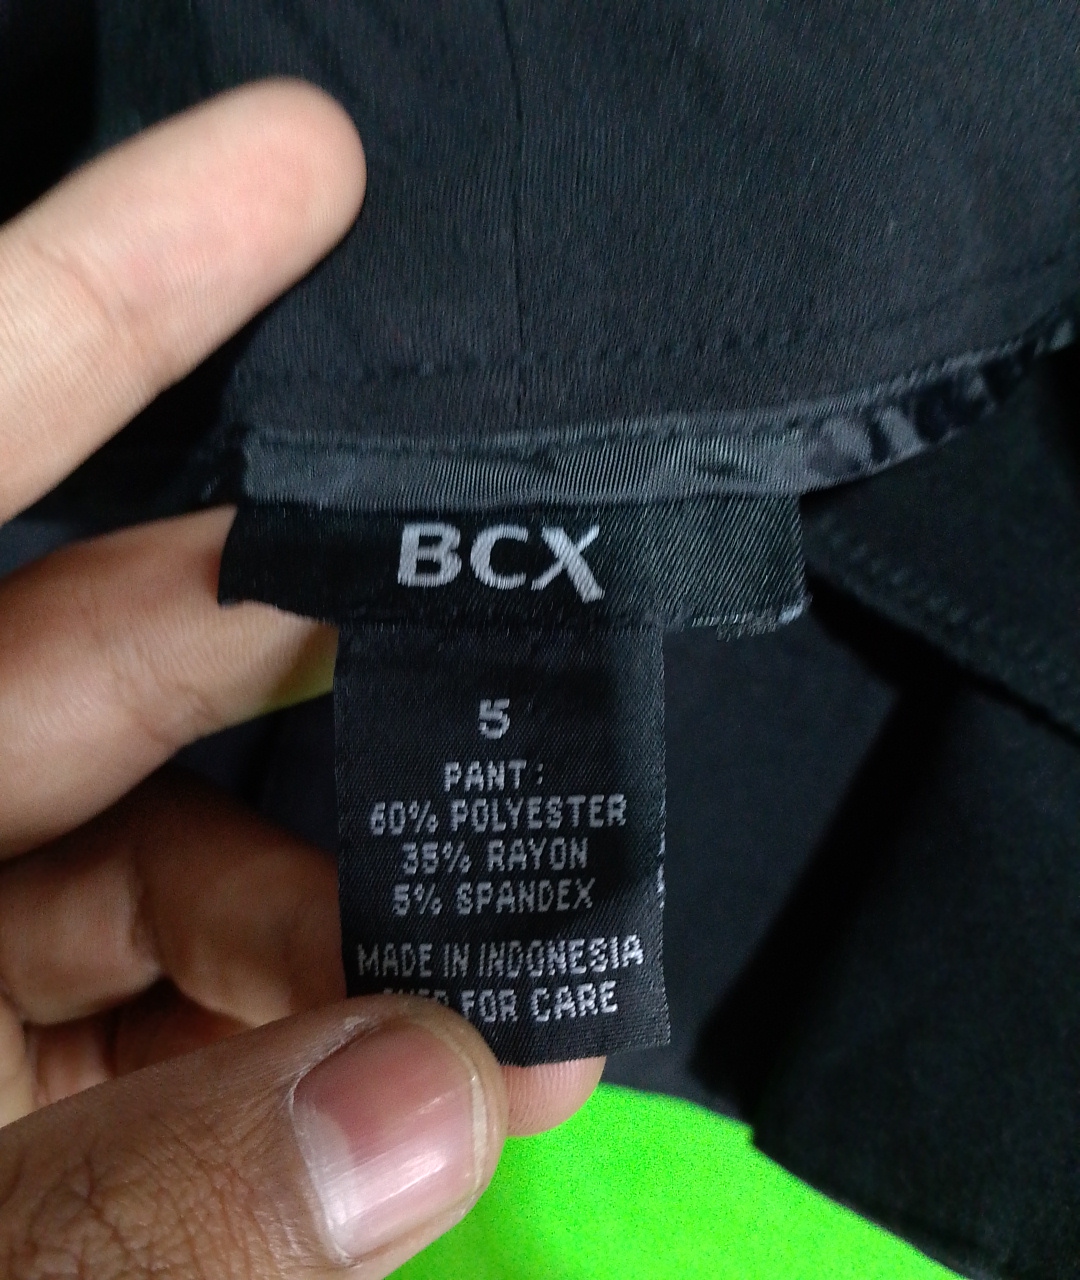 BCX
5
PANT:
60% POLYESTER
35% RAYON
5% SPANDEX
MADE IN INDONESIA
FOR CARE